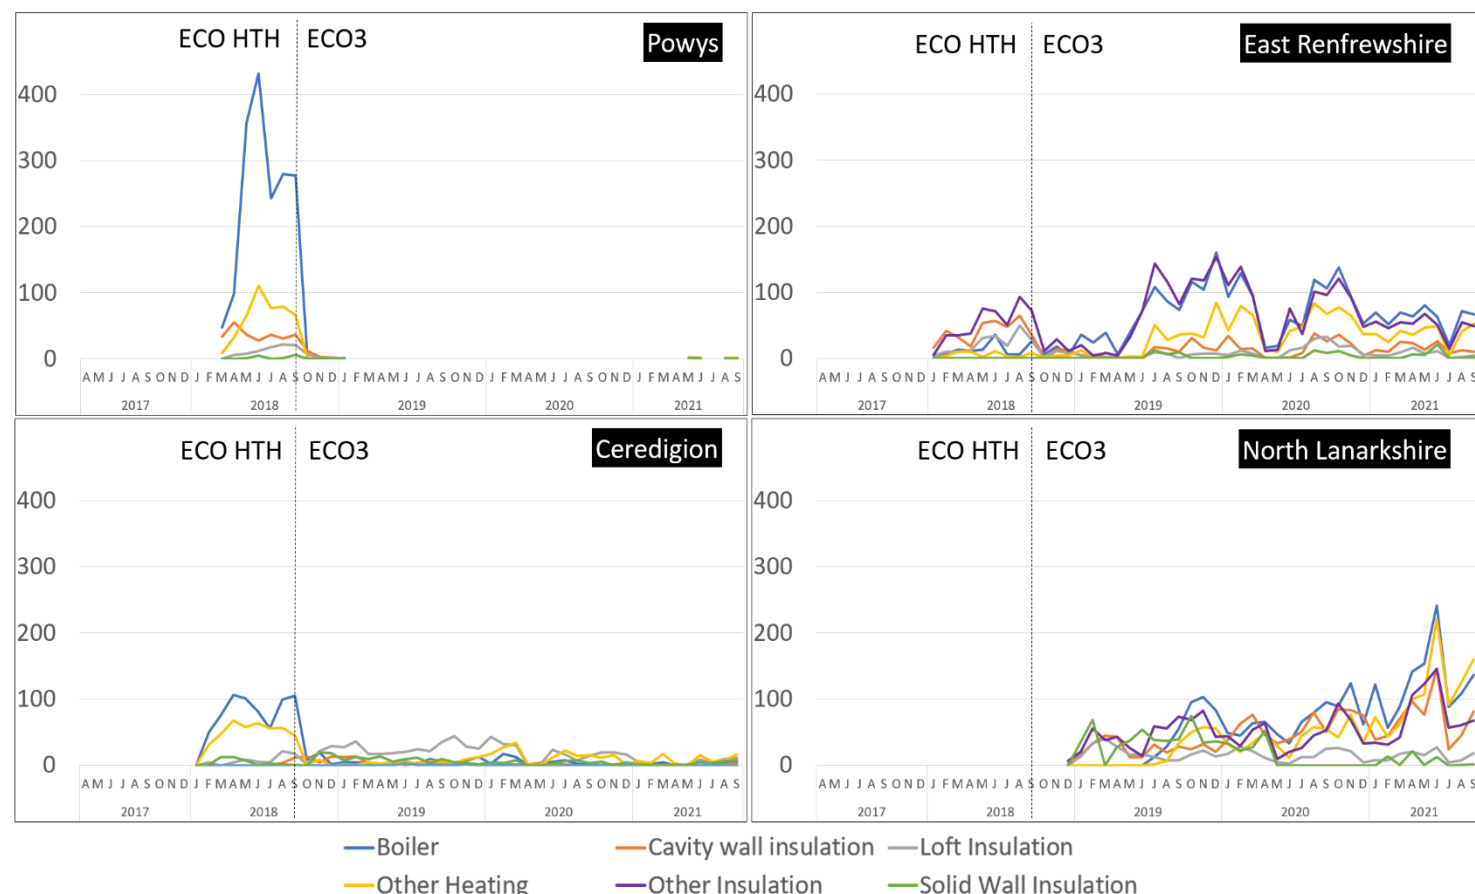 ECO HTH ECO3 Powys
400
300
200
100
0
A M J J A S O N D J F M A M J J A S O N D J F M A M J J A S O N D J F M A M J J A S O N D J F M A M J J A S
2017 2018 2019 2020 2021
ECO HTH ECO3 East Renfrewshire
400
300
200
100
0
A M J J A S O N D J F M A M J J A S O N D J F M A M J J A S O N D J F M A M J J A S O N D J F M A M J J A S
2017 2018 2019 2020 2021
ECO HTH ECO3 Ceredigion
400
300
200
100
0
A M J J A S O N D J F M A M J J A S O N D J F M A M J J A S O N D J F M A M J J A S O N D J F M A M J J A S
2017 2018 2019 2020 2021
ECO HTH ECO3 North Lanarkshire
400
300
200
100
0
A M J J A S O N D J F M A M J J A S O N D J F M A M J J A S O N D J F M A M J J A S O N D J F M A M J J A S
2017 2018 2019 2020 2021
Boiler Cavity wall insulation Loft Insulation
Other Heating Other Insulation Solid Wall Insulation